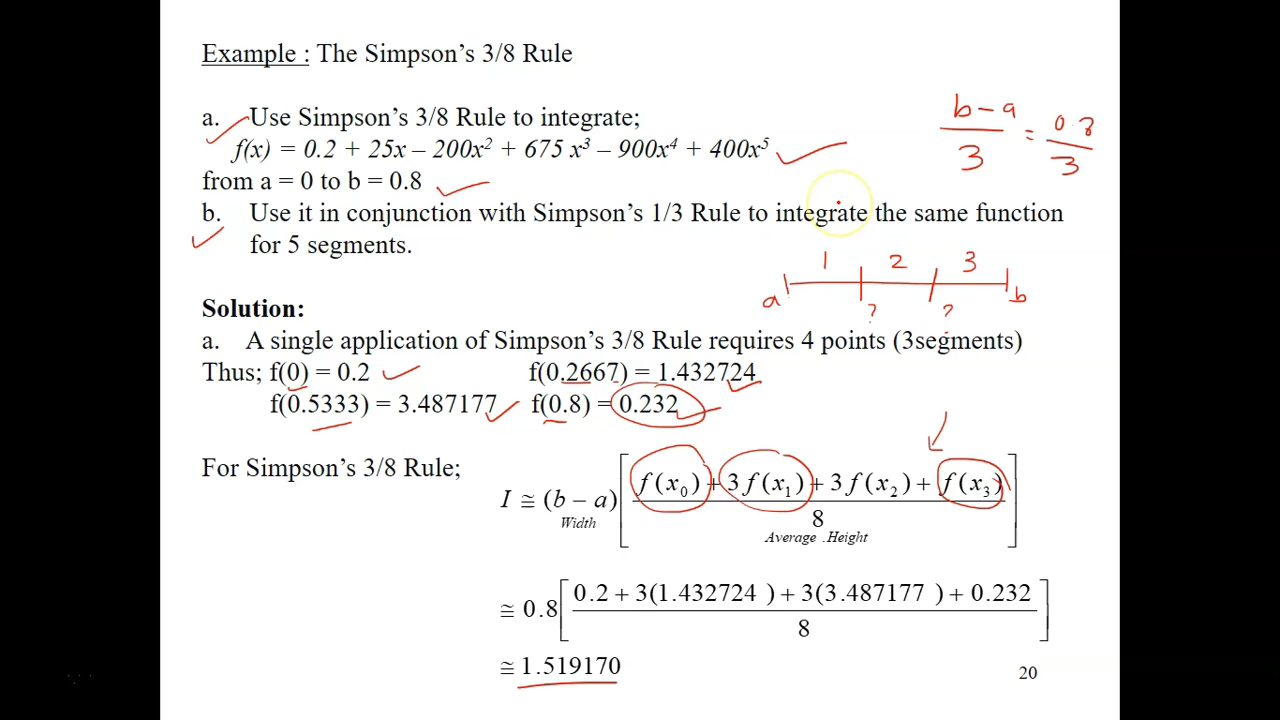 Example : The Simpson's 3/8 Rule
a. Use Simpson's 3/8 Rule to integrate;
f(x) = 0.2 + 25x – 200x² + 675 x³ – 900x⁴ + 400x⁵
from a = 0 to b = 0.8
b – a / 3 = 0.8 / 3
b. Use it in conjunction with Simpson's 1/3 Rule to integrate the same function
for 5 segments.
1 2 3
a ? ? b
Solution:
a. A single application of Simpson's 3/8 Rule requires 4 points (3segments)
Thus; f(0) = 0.2 f(0.2667) = 1.432724
f(0.5333) = 3.487177 f(0.8) = 0.232
For Simpson's 3/8 Rule;
I ≅ (b – a) [ f(x₀) + 3 f(x₁) + 3 f(x₂) + f(x₃) / 8 ]
Width Average .Height
≅ 0.8 [ 0.2 + 3(1.432724 ) + 3(3.487177 ) + 0.232 / 8 ]
≅ 1.519170
20